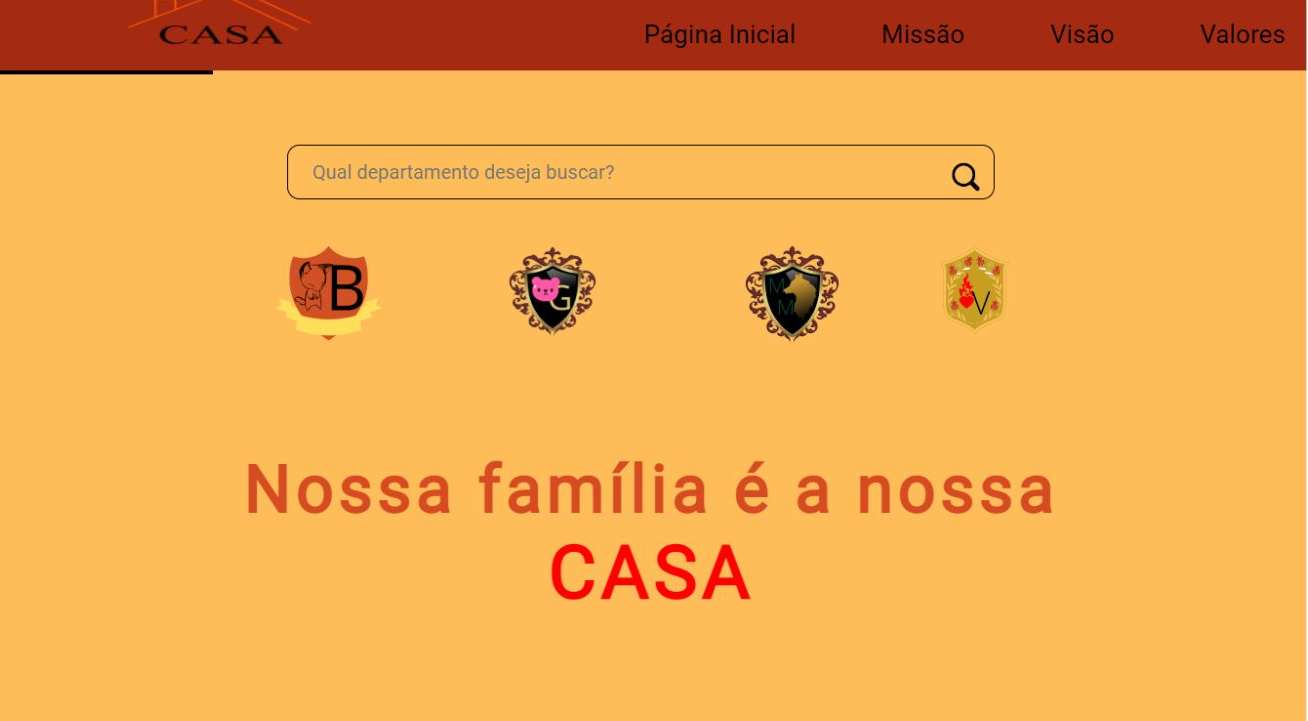 CASA
Página Inicial Missão Visão Valores
Qual departamento deseja buscar?
B
G
M
M
V
Nossa família é a nossa
CASA